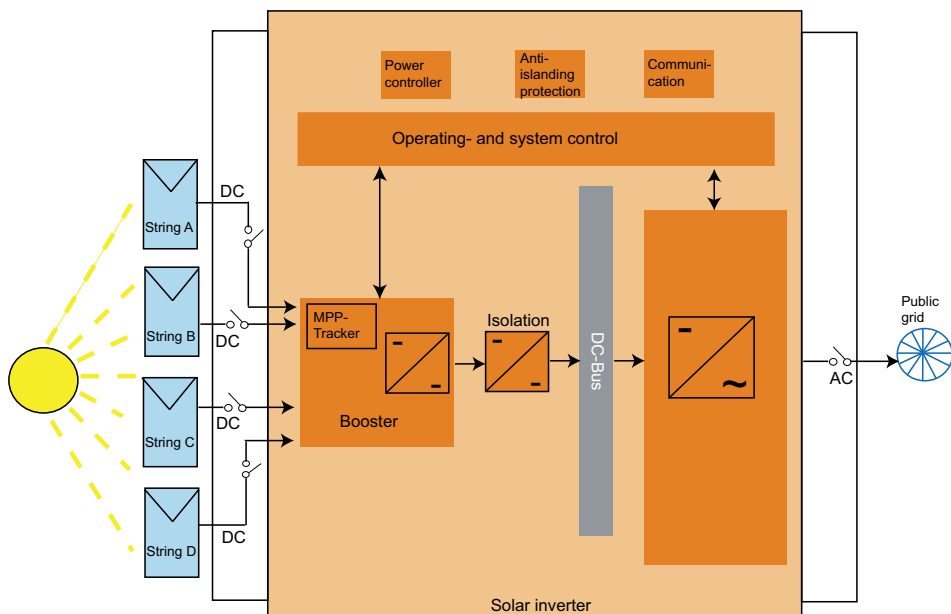 Power
controller
Anti-
islanding
protection
Communi-
cation
Operating- and system control
DC
String A
MPP-
Tracker
Isolation
Public
grid
String B
DC
DC-Bus
AC
Booster
String C
DC
String D
DC
Solar inverter